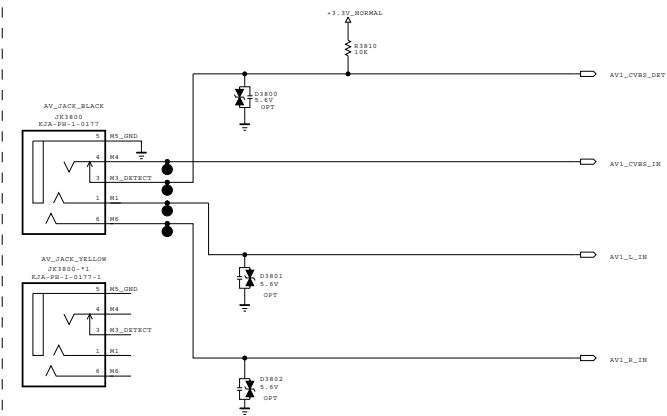 +3.3V_NORMAL
R3810
10K
AV1_CVBS_DET
D3800
5.6V
OPT
AV_JACK_BLACK
JK3800
KJA-PH-1-0177
5 M5_GND
4 M4
AV1_CVBS_IN
3 M3_DETECT
1 M1
6 M6
AV1_L_IN
AV_JACK_YELLOW
JK3800-*1
KJA-PH-1-0177-1
D3801
5.6V
OPT
5 M5_GND
4 M4
3 M3_DETECT
1 M1
AV1_R_IN
6 M6
D3802
5.6V
OPT